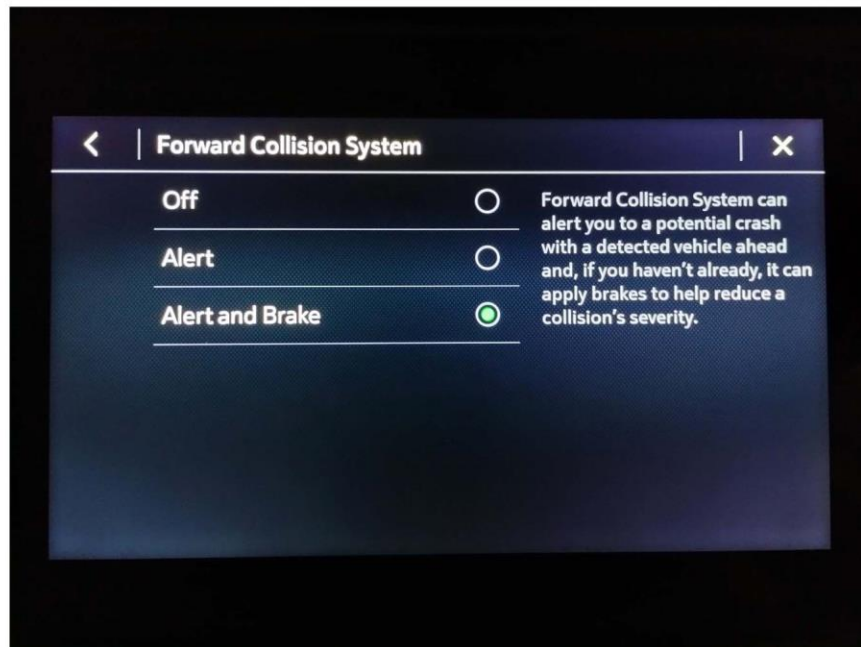 Forward Collision System
Off
Alert
Alert and Brake
Forward Collision System can
alert you to a potential crash
with a detected vehicle ahead
and, if you haven't already, it can
apply brakes to help reduce a
collision's severity.